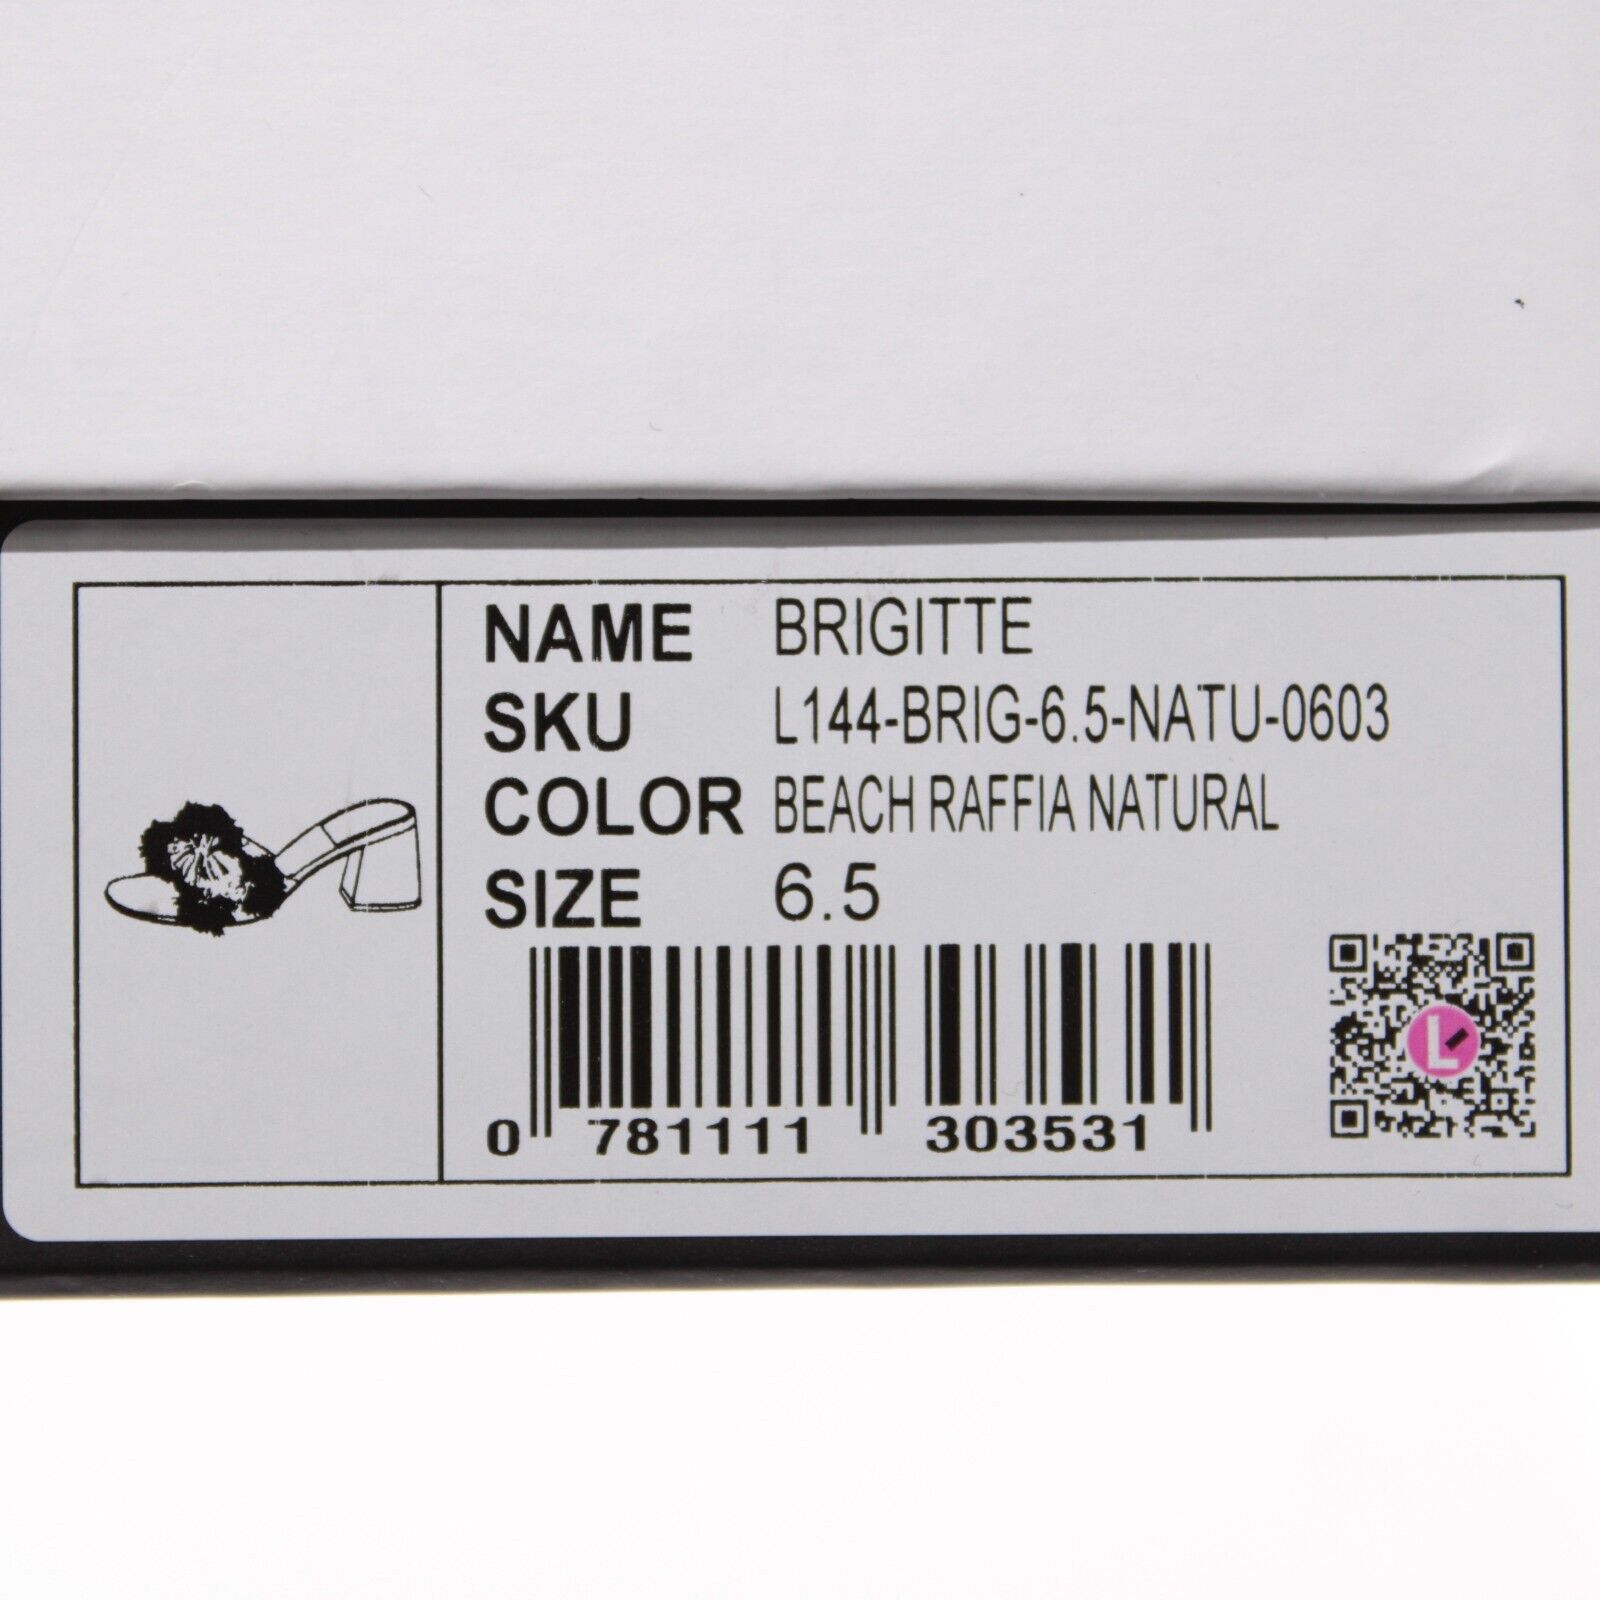 NAME BRIGITTE
SKU L144-BRIG-6.5-NATU-0603
COLOR BEACH RAFFIA NATURAL
SIZE 6.5
L
0 781111 303531